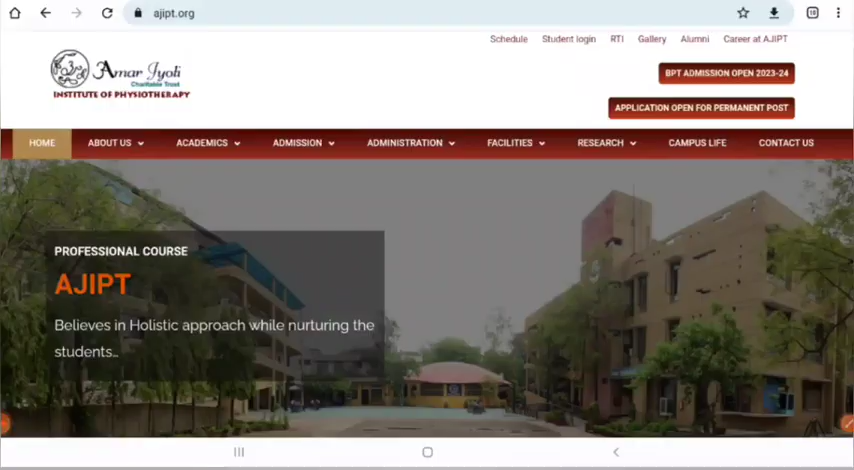 ajipt.org
10
Schedule Student login RTI Gallery Alumni Career at AJIPT
Amar Jyoti
Charitable Trust
INSTITUTE OF PHYSIOTHERAPY
BPT ADMISSION OPEN 2023-24
APPLICATION OPEN FOR PERMANENT POST
HOME ABOUT US ACADEMICS ADMISSION ADMINISTRATION FACILITIES RESEARCH CAMPUS LIFE CONTACT US
PROFESSIONAL COURSE
AJIPT
Believes in Holistic approach while nurturing the
students...